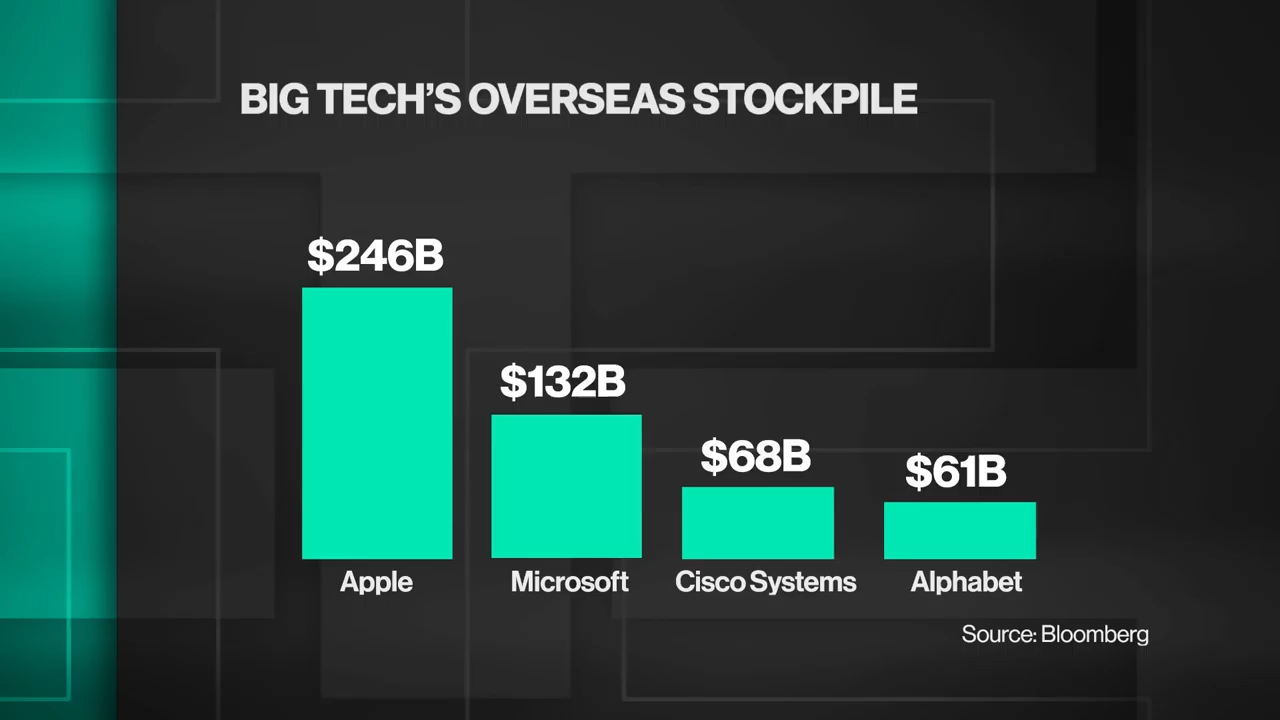 BIG TECH’S OVERSEAS STOCKPILE
$246B
$132B
$68B
$61B
Apple
Microsoft
Cisco Systems
Alphabet
Source: Bloomberg